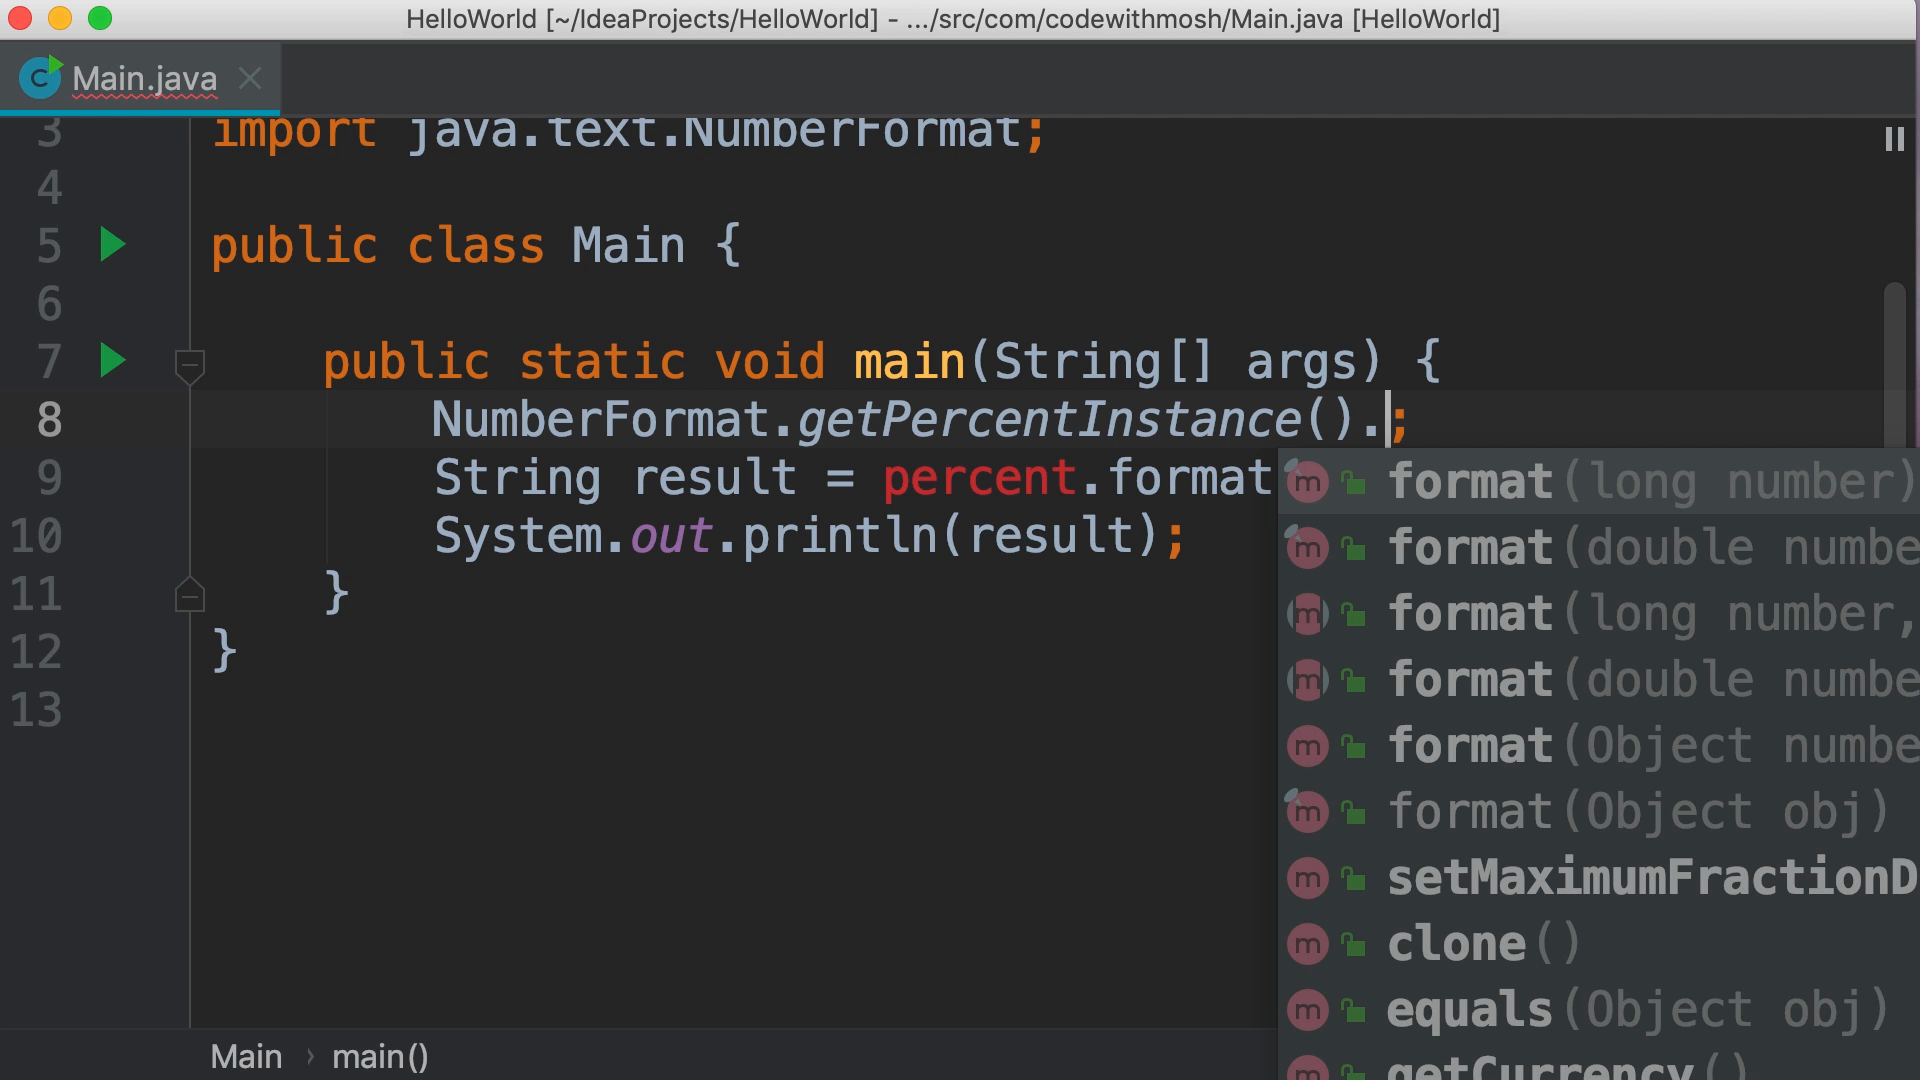 HelloWorld [~/IdeaProjects/HelloWorld] - .../src/com/codewithmosh/Main.java [HelloWorld]
C Main.java
3 import java.text.NumberFormat;
4
5 public class Main {
6
7 public static void main(String[] args) {
8 NumberFormat.getPercentInstance().;
9 String result = percent.format
10 System.out.println(result);
11 }
12 }
13
m format(long number)
m format(double numbe
m format(long number,
m format(double numbe
m format(Object numbe
m format(Object obj)
m setMaximumFractionD
m clone()
m equals(Object obj)
m getCurrency()
Main › main()